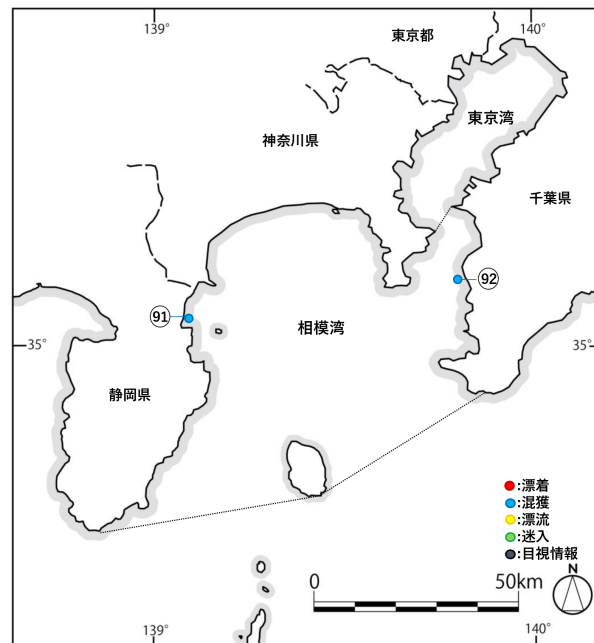 139°
140°
東京都
東京湾
神奈川県
千葉県
92
91
相模湾
35°
35°
静岡県
:漂着
:混獲
:漂流
:迷入
:目視情報
N
0
50km
139°
140°